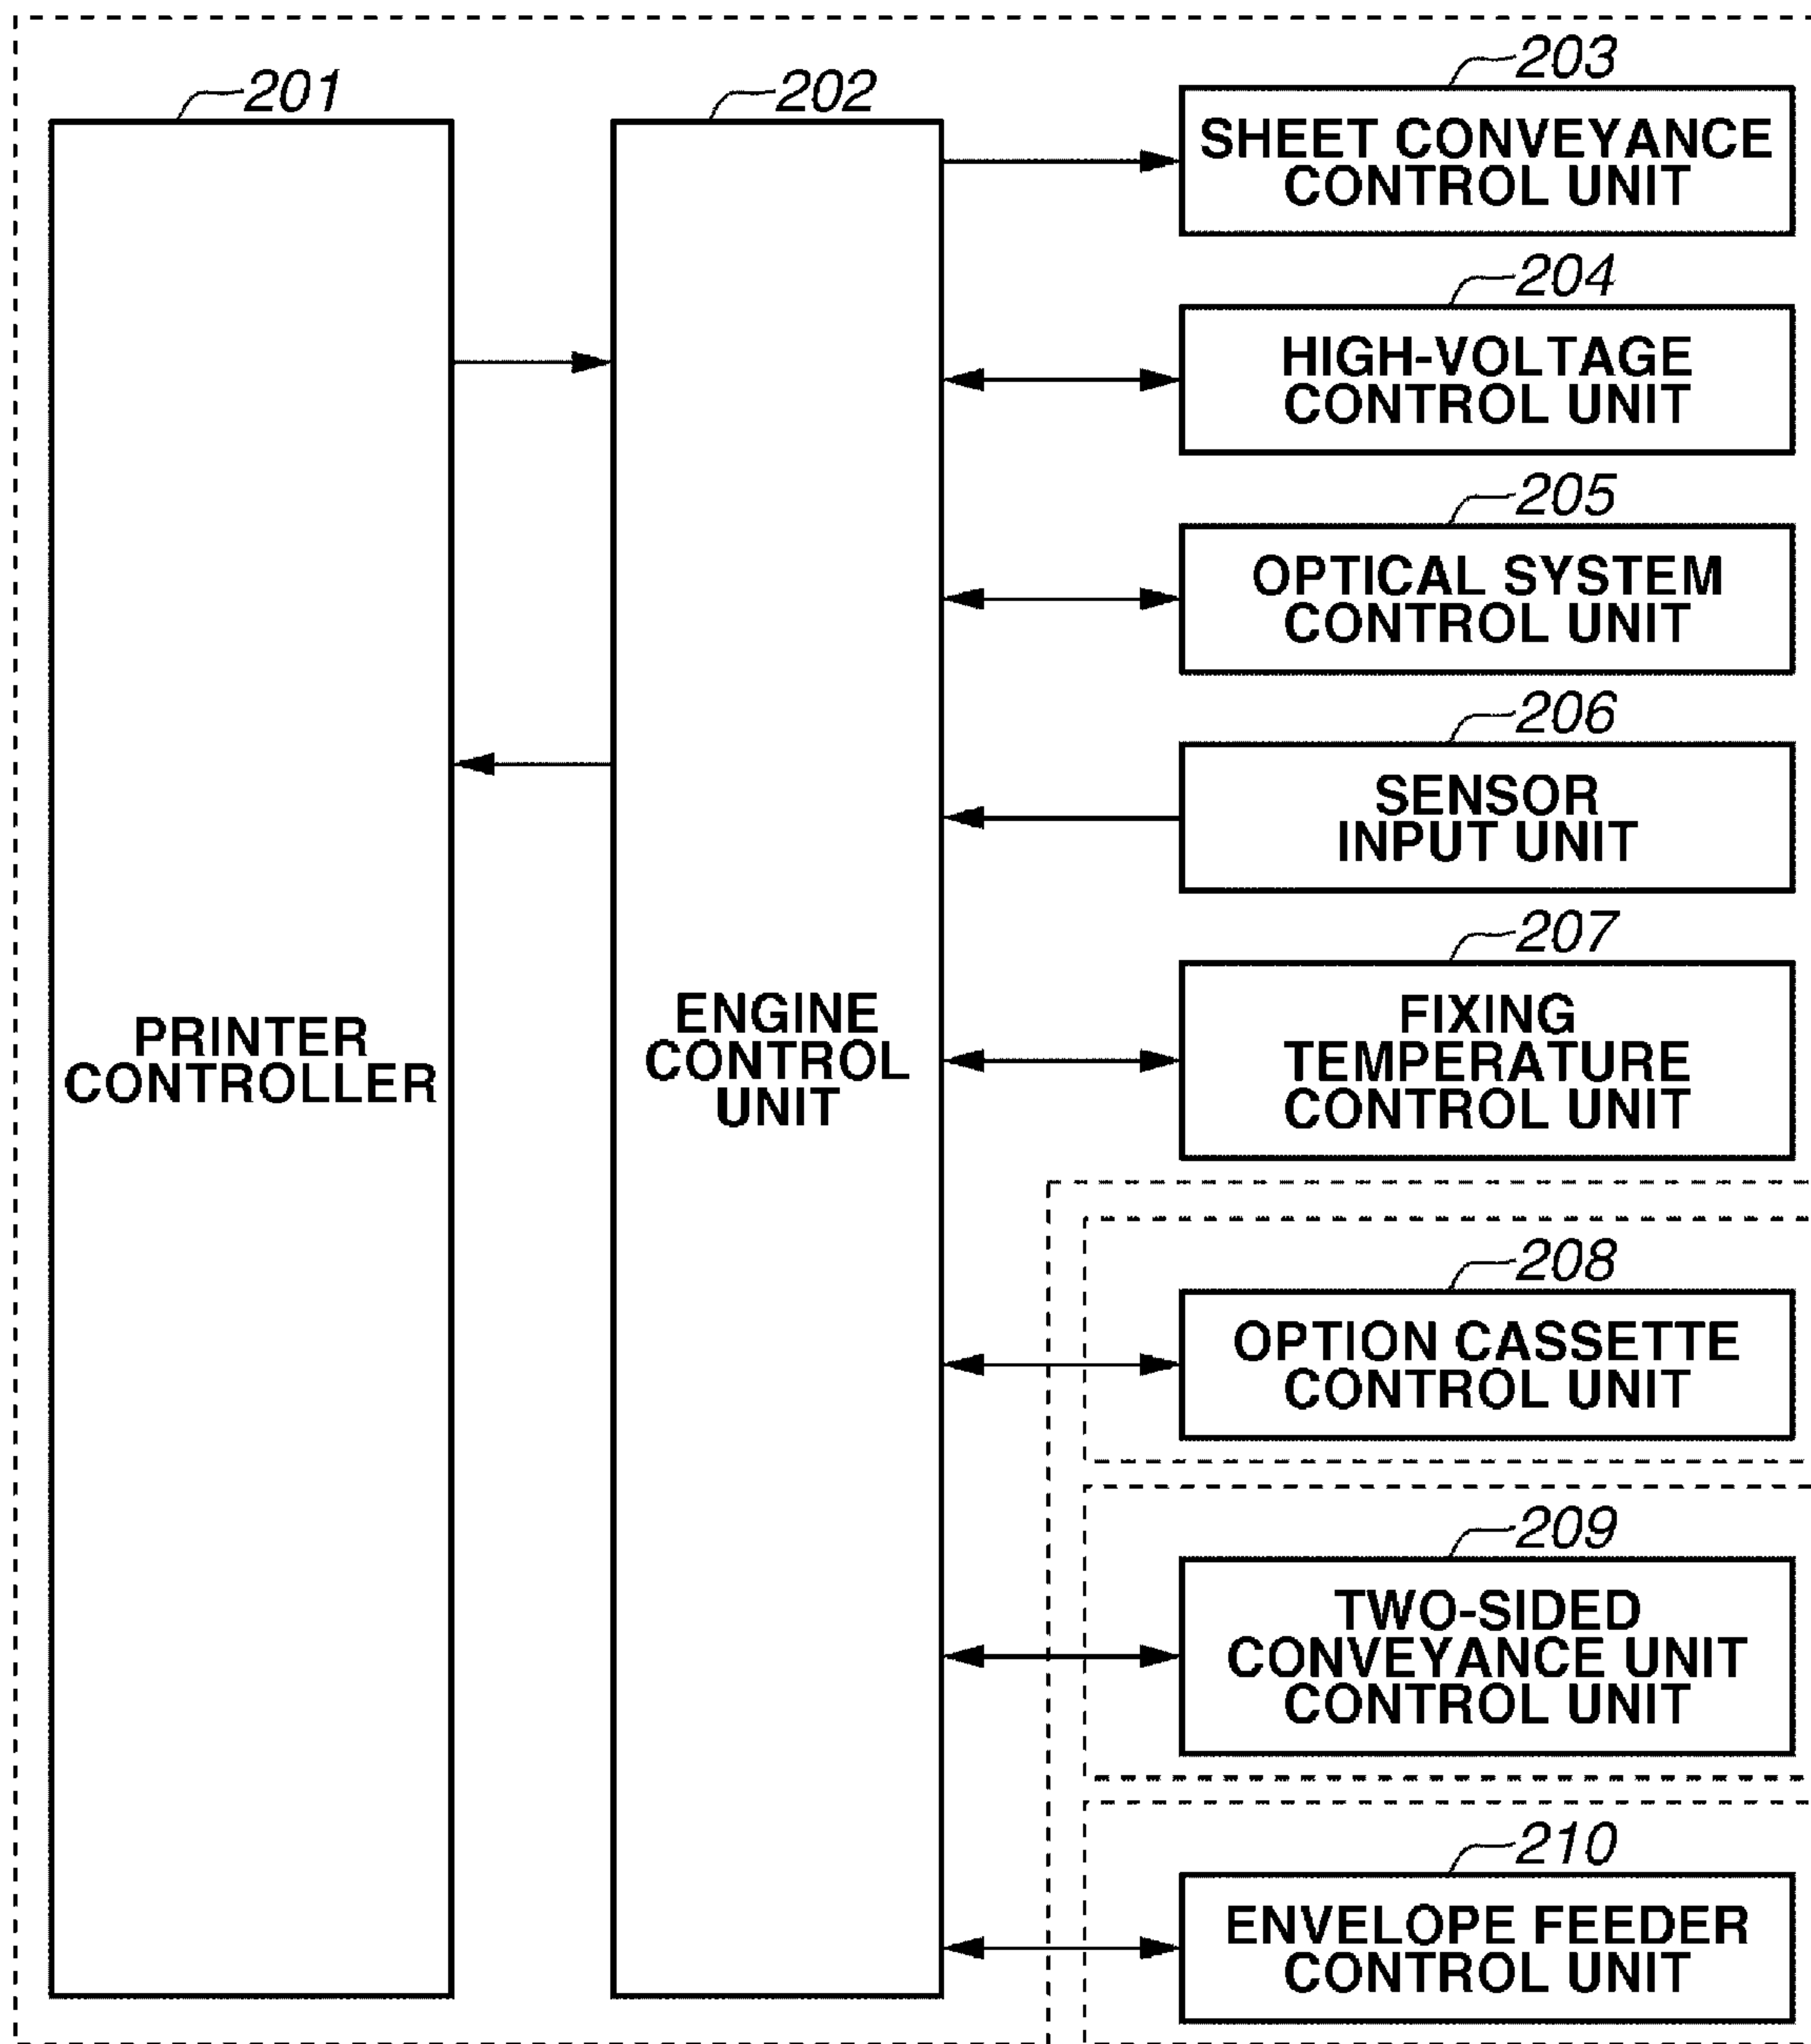 201
PRINTER
CONTROLLER
202
ENGINE
CONTROL
UNIT
203
SHEET CONVEYANCE
CONTROL UNIT
204
HIGH-VOLTAGE
CONTROL UNIT
205
OPTICAL SYSTEM
CONTROL UNIT
206
SENSOR
INPUT UNIT
207
FIXING
TEMPERATURE
CONTROL UNIT
208
OPTION CASSETTE
CONTROL UNIT
209
TWO-SIDED
CONVEYANCE UNIT
CONTROL UNIT
210
ENVELOPE FEEDER
CONTROL UNIT